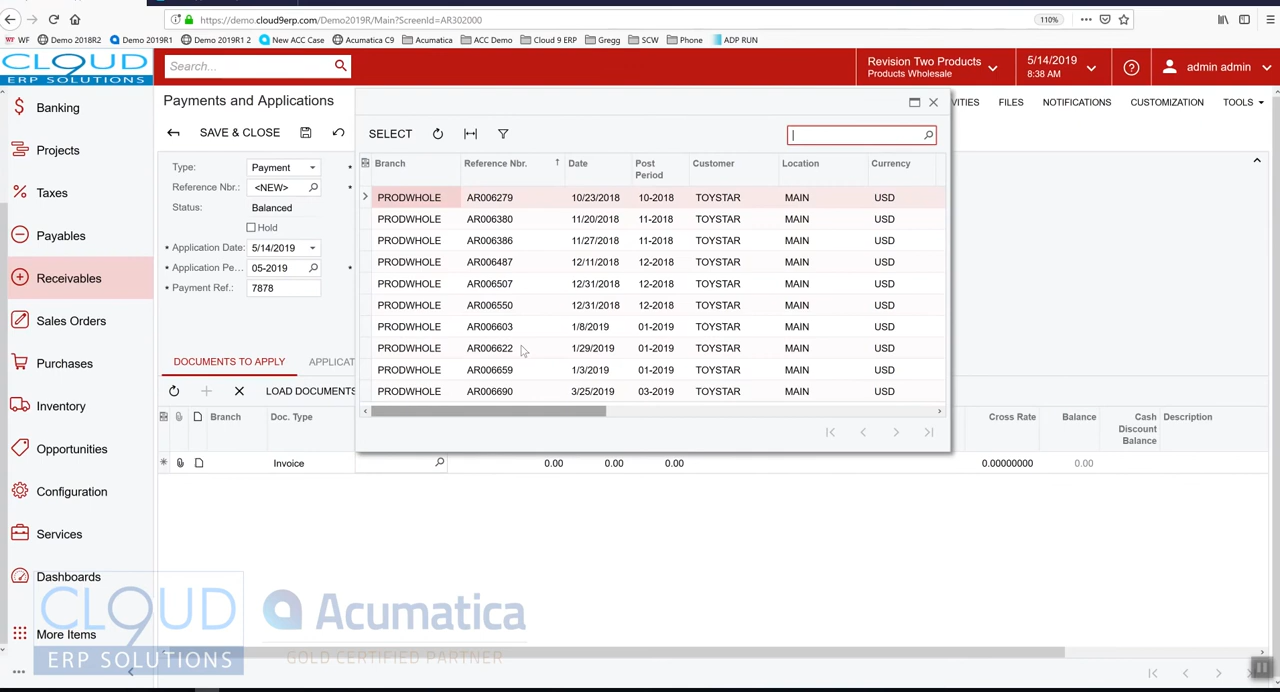 https://demo.cloud9erp.com/Demo2019R/Main?ScreenId=AR302000
110%
WF Demo 2018R2 Demo 2019R1 Demo 2019R1 2 New ACC Case Acumatica C9 Acumatica ACC Demo Cloud 9 ERP Gregg SCW Phone ADP RUN
CLOUD
ERP SOLUTIONS
Search...
Revision Two Products
Products Wholesale
5/14/2019
8:38 AM
admin admin
Banking
Projects
Taxes
Payables
Receivables
Sales Orders
Purchases
Inventory
Opportunities
Configuration
Services
Dashboards
More Items
Payments and Applications
VITIES FILES NOTIFICATIONS CUSTOMIZATION TOOLS
SAVE & CLOSE
Type: Payment
Reference Nbr.: <NEW>
Status: Balanced
Hold
Application Date: 5/14/2019
Application Pe... 05-2019
Payment Ref.: 7878
SELECT
Branch Reference Nbr. Date Post Period Customer Location Currency
PRODWHOLE AR006279 10/23/2018 10-2018 TOYSTAR MAIN USD
PRODWHOLE AR006380 11/20/2018 11-2018 TOYSTAR MAIN USD
PRODWHOLE AR006386 11/27/2018 11-2018 TOYSTAR MAIN USD
PRODWHOLE AR006487 12/11/2018 12-2018 TOYSTAR MAIN USD
PRODWHOLE AR006507 12/31/2018 12-2018 TOYSTAR MAIN USD
PRODWHOLE AR006550 12/31/2018 12-2018 TOYSTAR MAIN USD
PRODWHOLE AR006603 1/8/2019 01-2019 TOYSTAR MAIN USD
PRODWHOLE AR006622 1/29/2019 01-2019 TOYSTAR MAIN USD
PRODWHOLE AR006659 1/3/2019 01-2019 TOYSTAR MAIN USD
PRODWHOLE AR006690 3/25/2019 03-2019 TOYSTAR MAIN USD
DOCUMENTS TO APPLY APPLICAT
LOAD DOCUMENTS
Branch Doc. Type Cross Rate Balance Cash Discount Balance Description
Invoice 0.00 0.00 0.00 0.00000000 0.00
CLOUD
ERP SOLUTIONS
Acumatica
GOLD CERTIFIED PARTNER